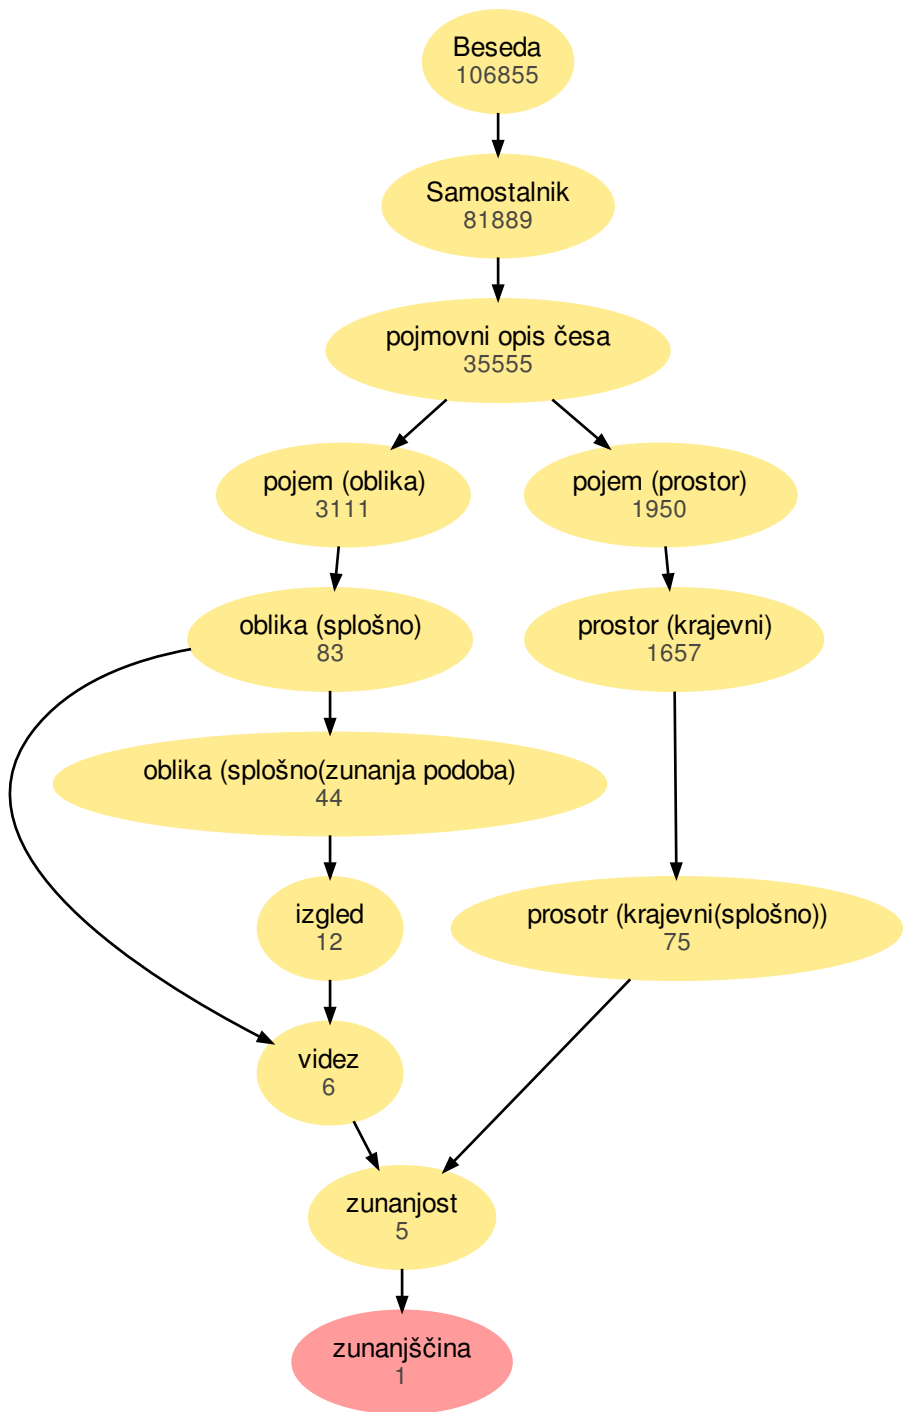 Beseda
106855
Samostalnik
81889
pojmovni opis česa
35555
pojem (oblika)
3111
pojem (prostor)
1950
oblika (splošno)
83
prostor (krajevni)
1657
oblika (splošno(zunanja podoba)
44
izgled
12
prosotr (krajevni(splošno))
75
videz
6
zunanjost
5
zunanjščina
1